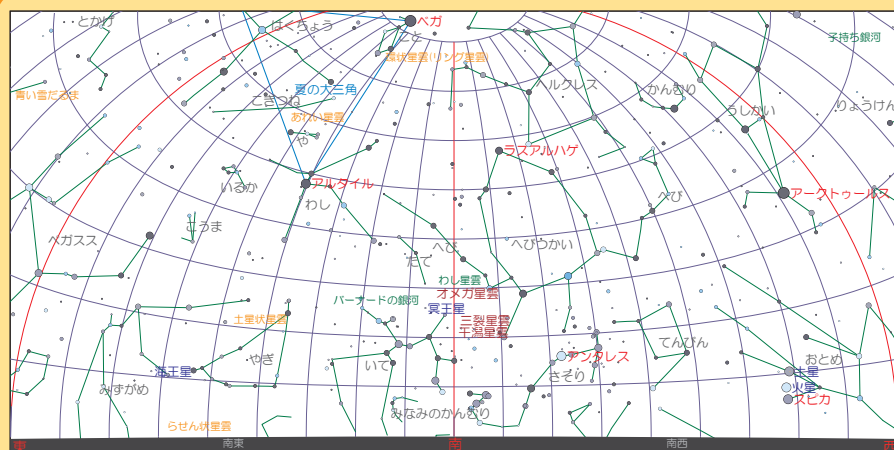 とかげ
はくちょう
ベガ
こと
環状星雲(リング星雲)
子持ち銀河
青い雪だるま
夏の大三角
こぎつね
ヘルクレス
かんむり
うしかい
りょうけん
あれい星雲
や
ラスアルハゲ
いるか
アルタイル
わし
へび
アークトゥールス
こうま
ペガスス
たて
へび
へびつかい
わし星雲
オメガ星雲
バーナードの銀河
冥王星
土星状星雲
三裂星雲
干潟星雲
てんびん
やぎ
いて
アンタレス
おとめ
海王星
さそり
土星
みずがめ
火星
スピカ
みなみのかんむり
らせん状星雲
東
南東
南
南西